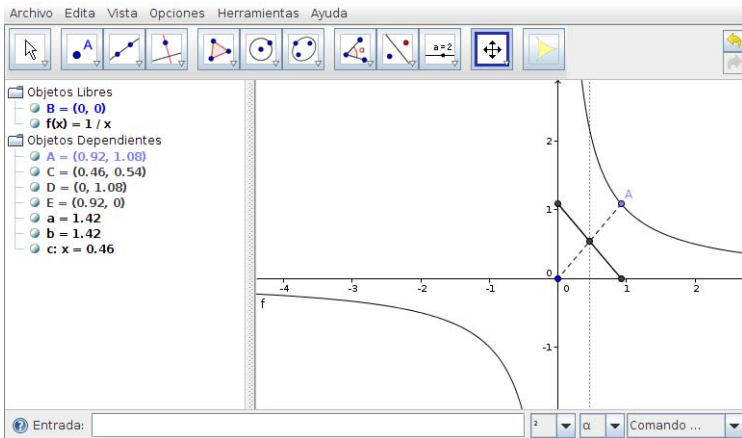 Archivo Edita Vista Opciones Herramientas Ayuda
A
α
a=2
Objetos Libres
B = (0, 0)
f(x) = 1 / x
Objetos Dependientes
A = (0.92, 1.08)
C = (0.46, 0.54)
D = (0, 1.08)
E = (0.92, 0)
a = 1.42
b = 1.42
c: x = 0.46
2
A
1
0
-4 -3 -2 -1 0 1 2
f
-1
Entrada: ² α Comando ...